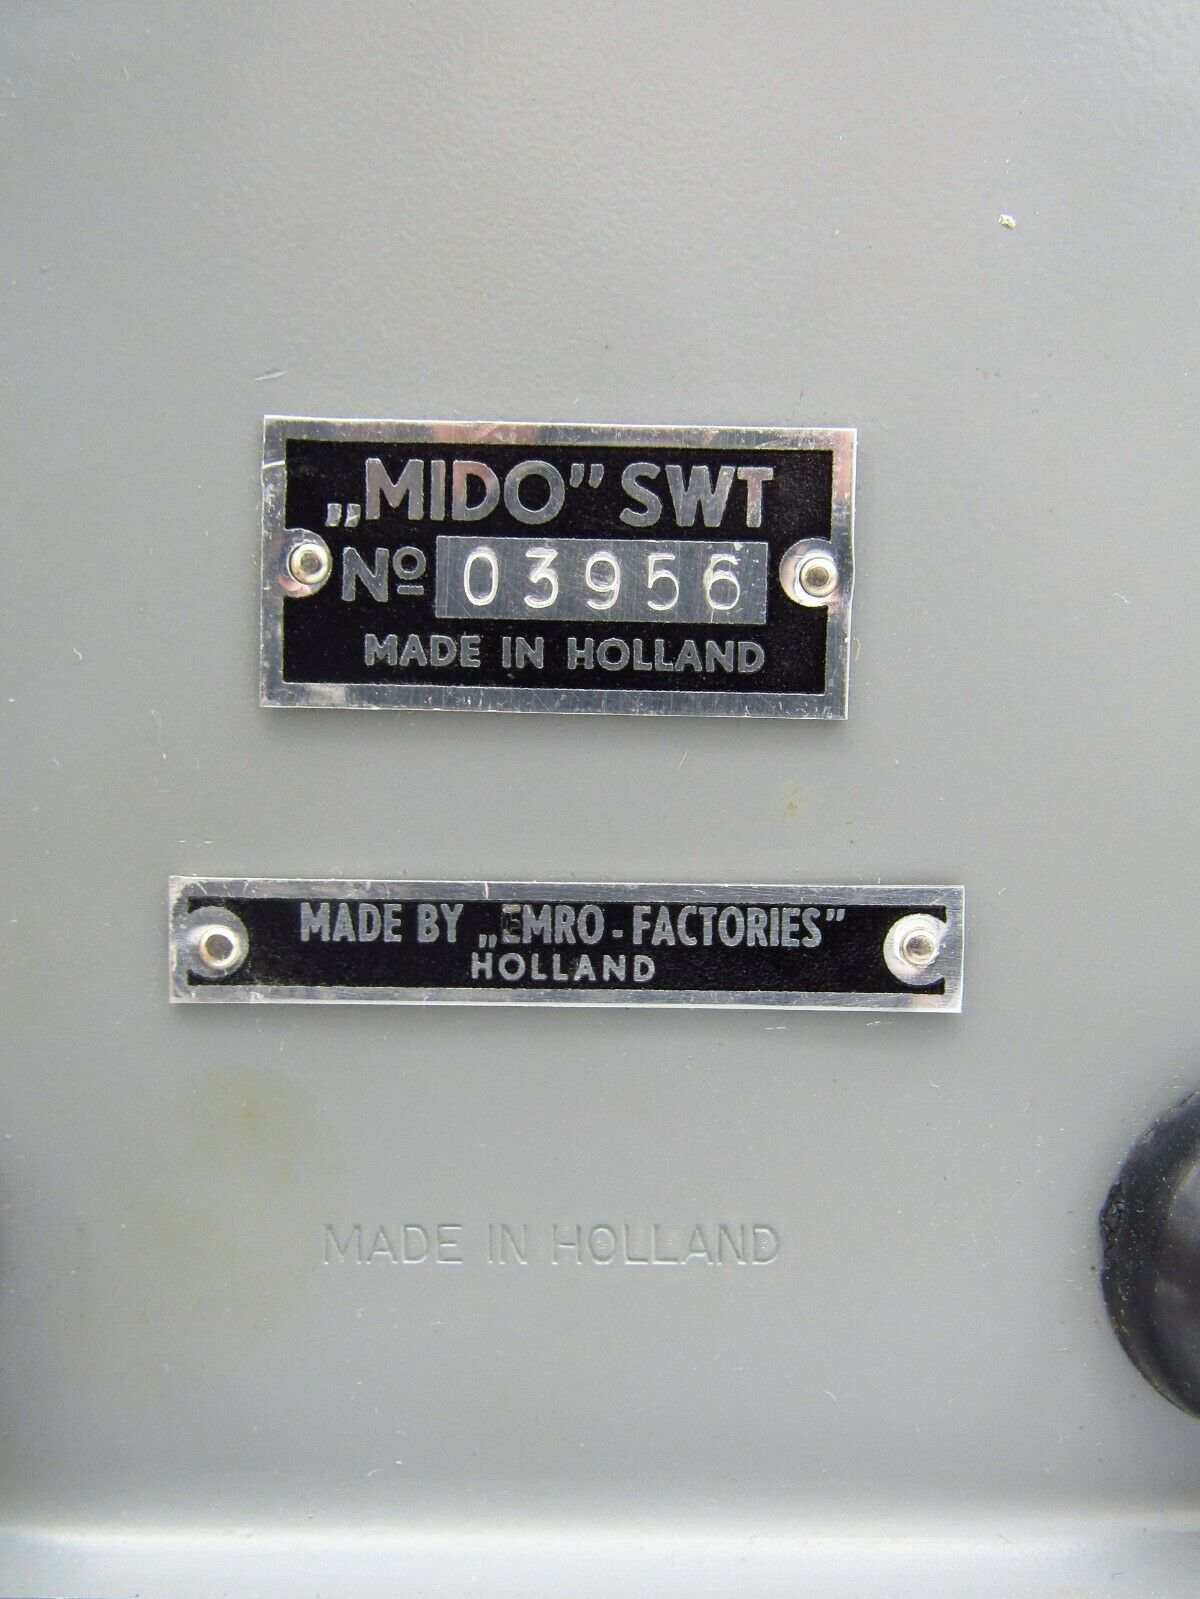 „MIDO” SWT
Nº 03956
MADE IN HOLLAND
MADE BY „EMRO-FACTORIES”
HOLLAND
MADE IN HOLLAND